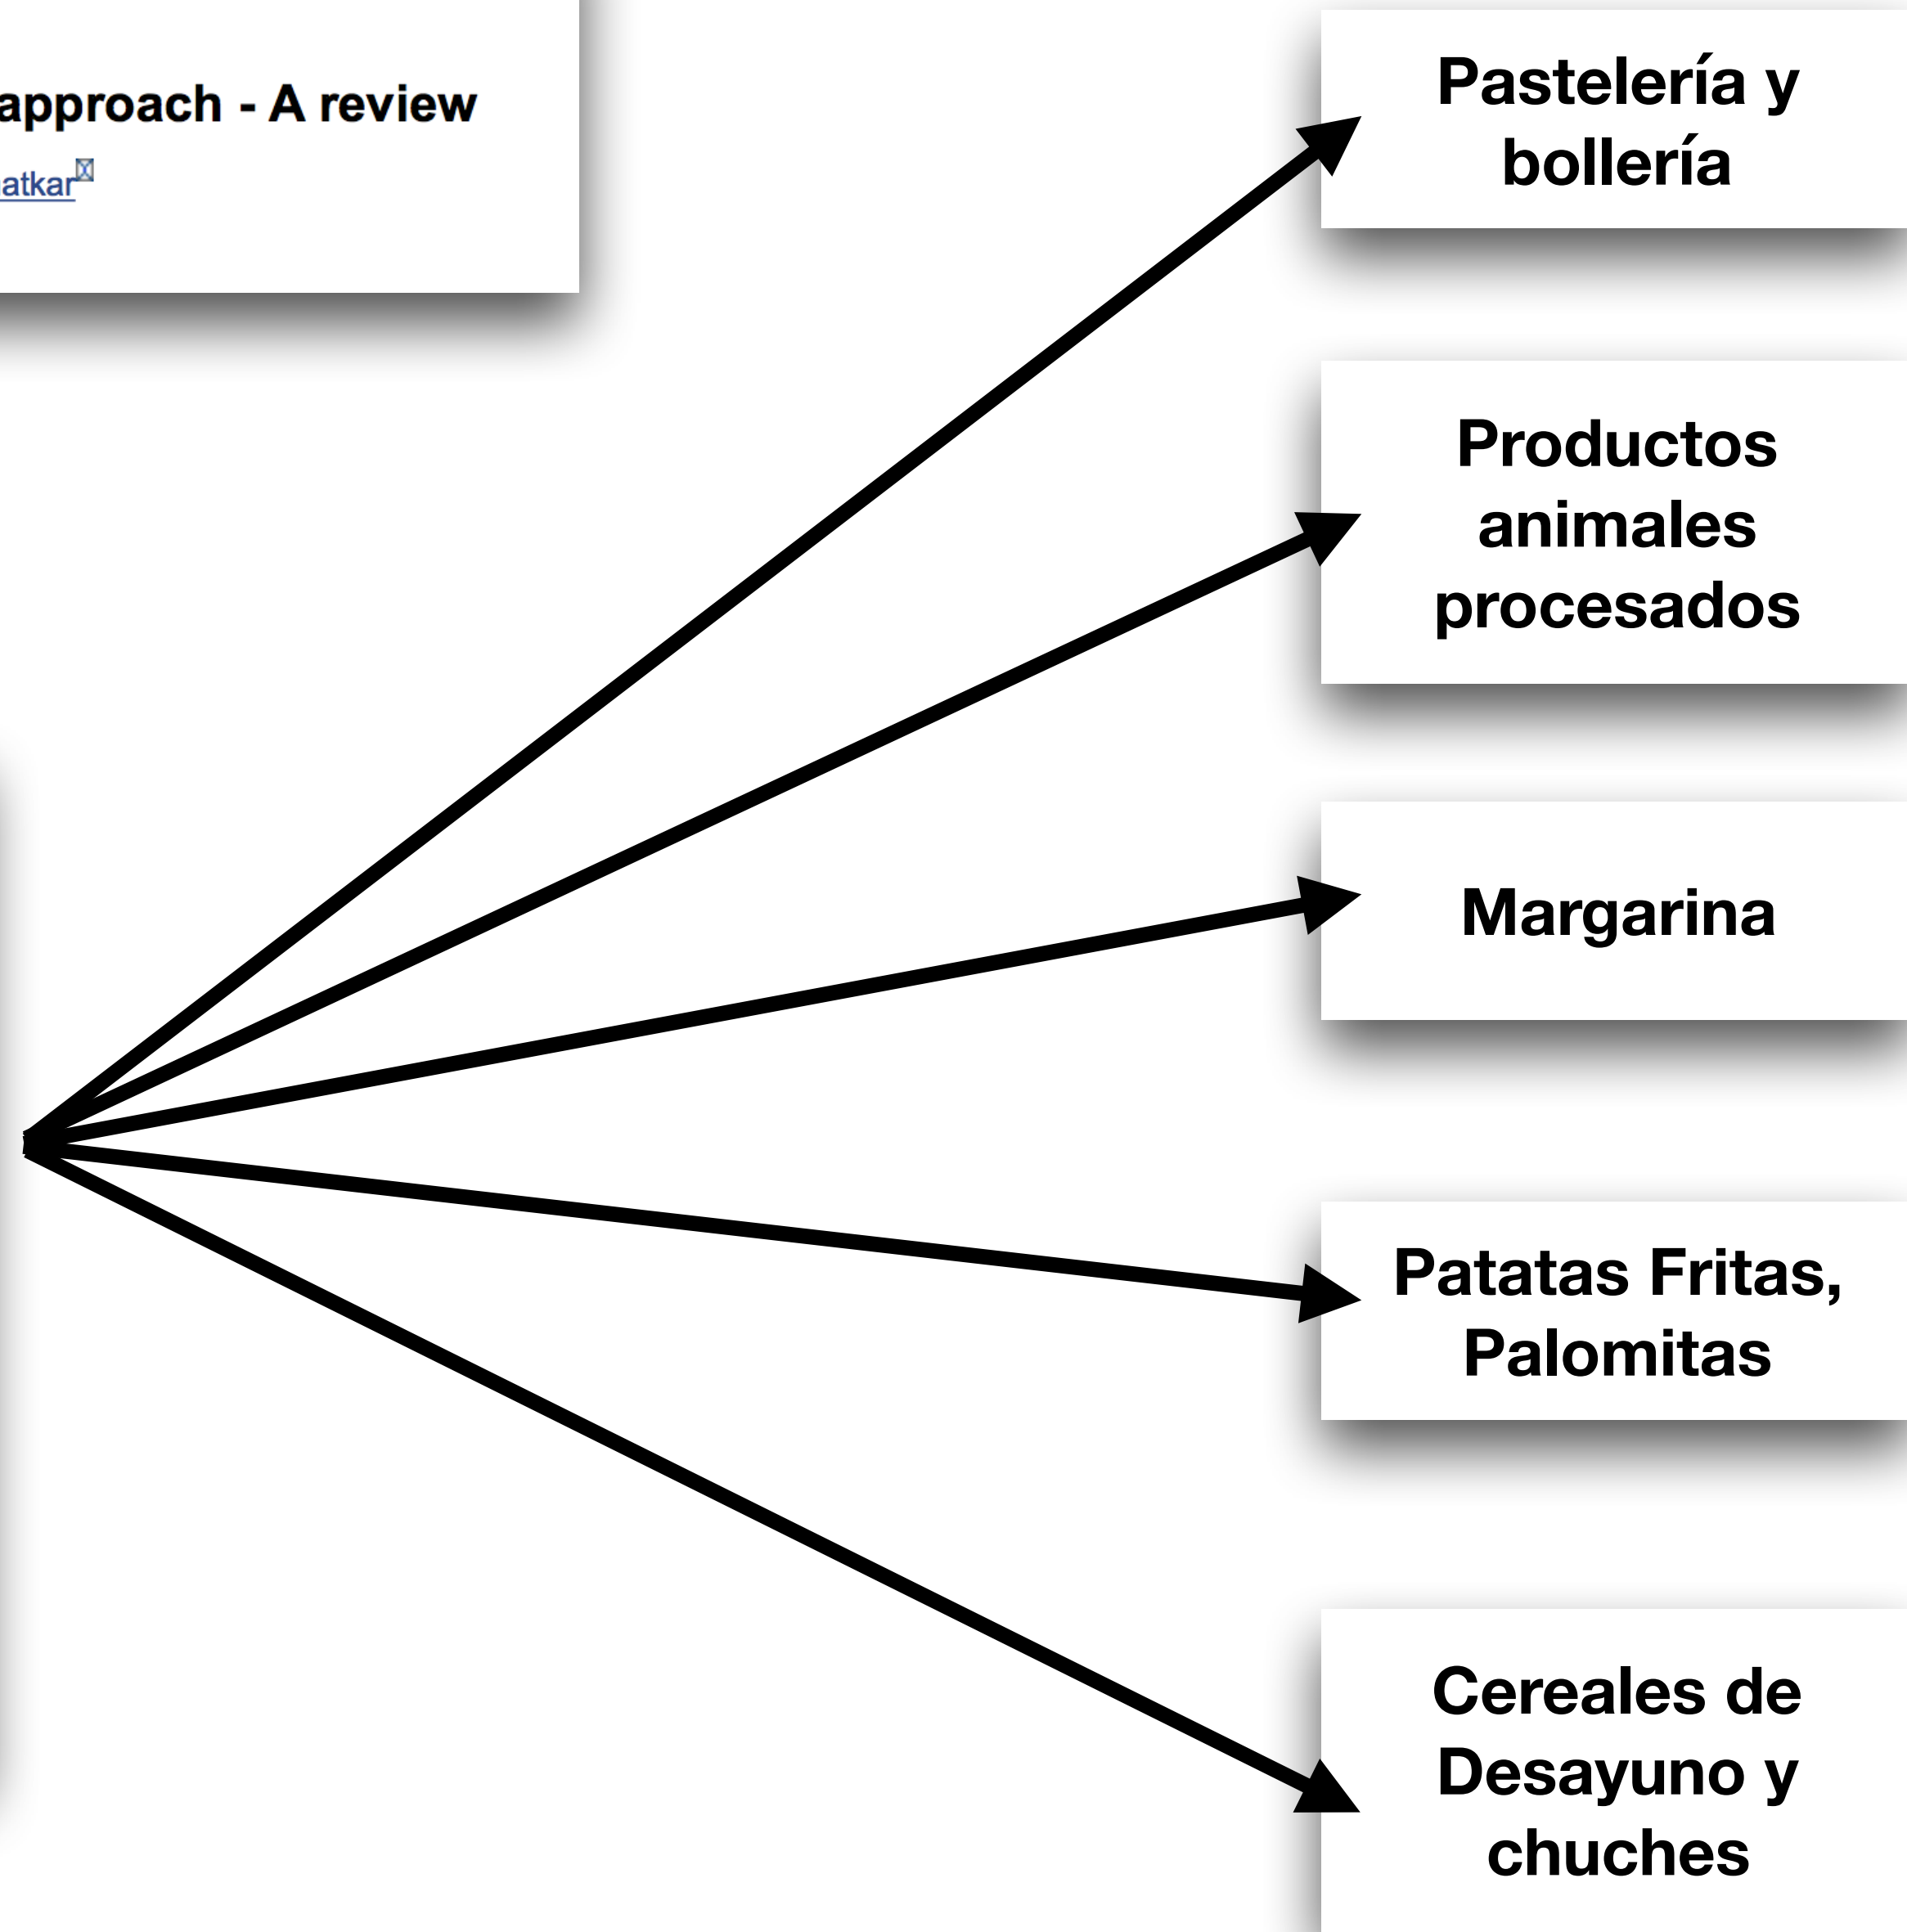 approach - A review
atkar
Pastelería y
bollería
Productos
animales
procesados
Margarina
Patatas Fritas,
Palomitas
Cereales de
Desayuno y
chuches